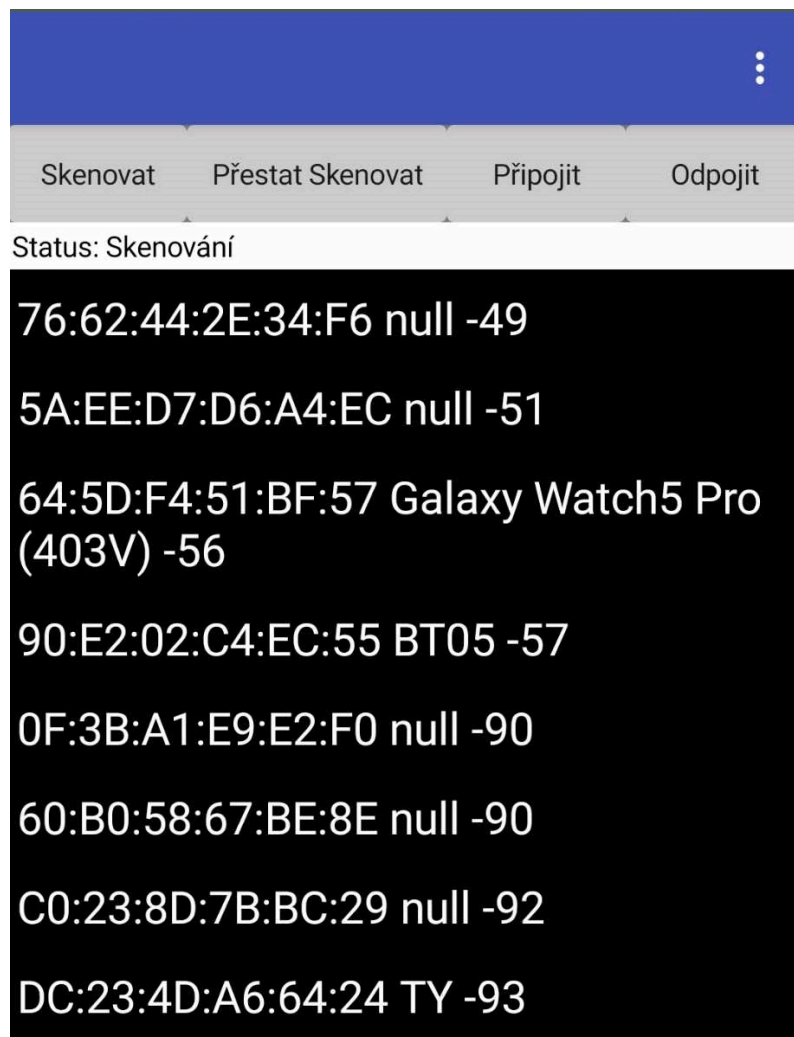 Skenovat Přestat Skenovat Připojit Odpojit
Status: Skenování
76:62:44:2E:34:F6 null -49
5A:EE:D7:D6:A4:EC null -51
64:5D:F4:51:BF:57 Galaxy Watch5 Pro
(403V) -56
90:E2:02:C4:EC:55 BT05 -57
0F:3B:A1:E9:E2:F0 null -90
60:B0:58:67:BE:8E null -90
C0:23:8D:7B:BC:29 null -92
DC:23:4D:A6:64:24 TY -93